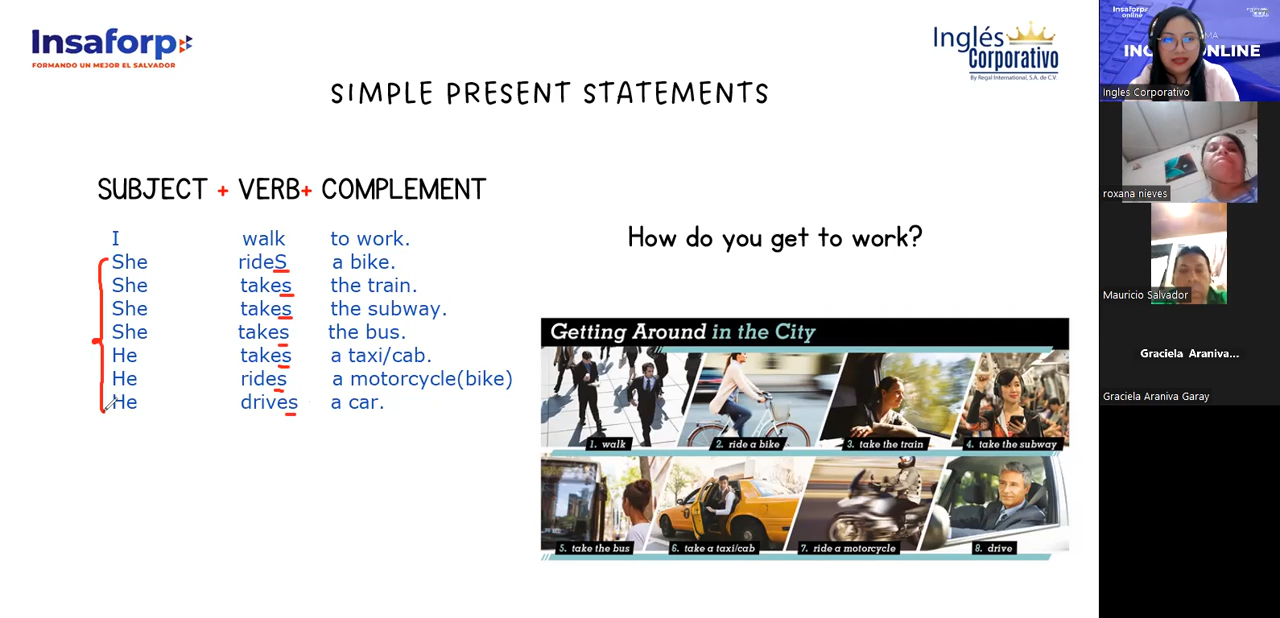 Insaforp
FORMANDO UN MEJOR EL SALVADOR
Inglés
Corporativo
By Regal International, S.A. de C.V.
SIMPLE PRESENT STATEMENTS
SUBJECT + VERB+ COMPLEMENT
I walk to work.
She rideS a bike.
She takes the train.
She takes the subway.
She takes the bus.
He takes a taxi/cab.
He rides a motorcycle(bike)
He drives a car.
How do you get to work?
Getting Around in the City
1. walk
2. ride a bike
3. take the train
4. take the subway
5. take the bus
6. take a taxi/cab
7. ride a motorcycle
8. drive
Insaforp
online
ONLINE
Ingles Corporativo
roxana nieves
Mauricio Salvador
Graciela Araniva...
Graciela Araniva Garay